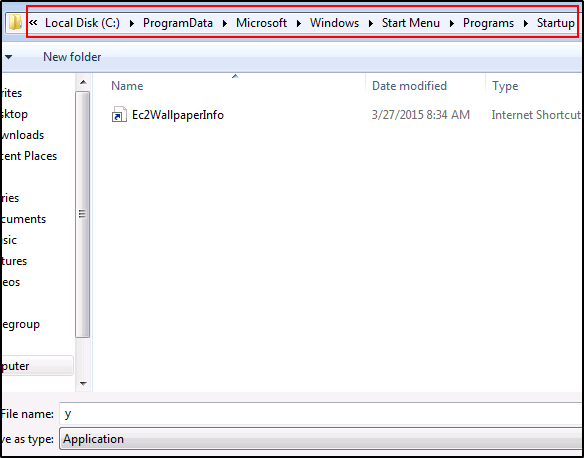 « Local Disk (C:) ▸ ProgramData ▸ Microsoft ▸ Windows ▸ Start Menu ▸ Programs ▸ Startup
New folder
Name Date modified Type
rites
sktop
wnloads
cent Places
Ec2WallpaperInfo 3/27/2015 8:34 AM Internet Shortcut
ries
cuments
sic
tures
eos
egroup
puter
File name: y
ve as type: Application